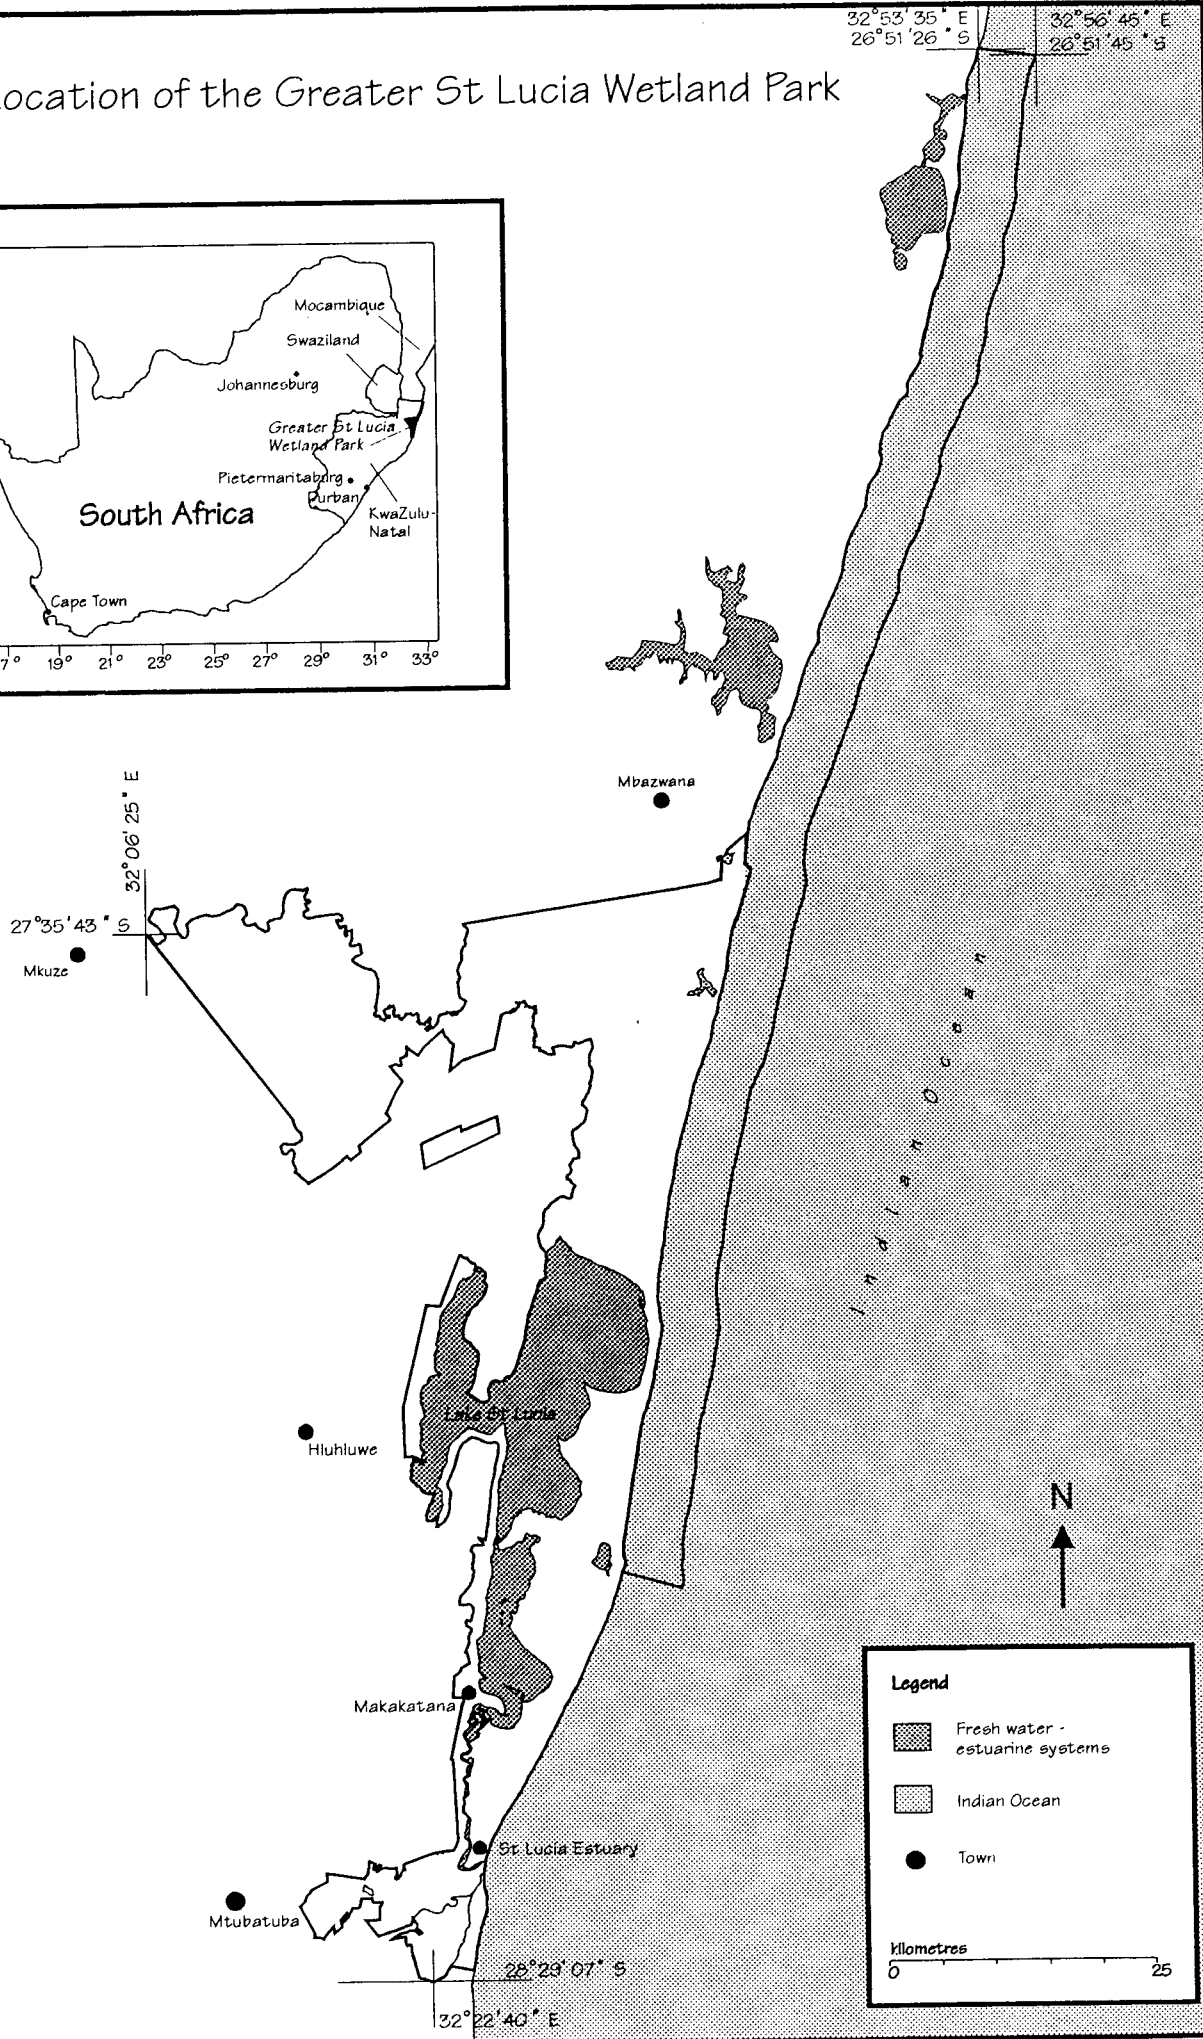 32°53'35" E
26°51'26" S
32°56'45" E
26°51'45" S
ocation of the Greater St Lucia Wetland Park
Mocambique
Swaziland
Johannesburg
Greater St Lucia
Wetland Park
Pietermaritzburg
Durban
KwaZulu-
Natal
South Africa
Cape Town
7° 19° 21° 23° 25° 27° 29° 31° 33°
Mbazwana
32°06'25" E
27°35'43" S
Mkuze
Indian Ocean
Lake St Lucia
Hluhluwe
N
Makakatana
St Lucia Estuary
Mtubatuba
28°29'07" S
32°22'40" E
Legend
Fresh water -
estuarine systems
Indian Ocean
Town
kilometres
0 25